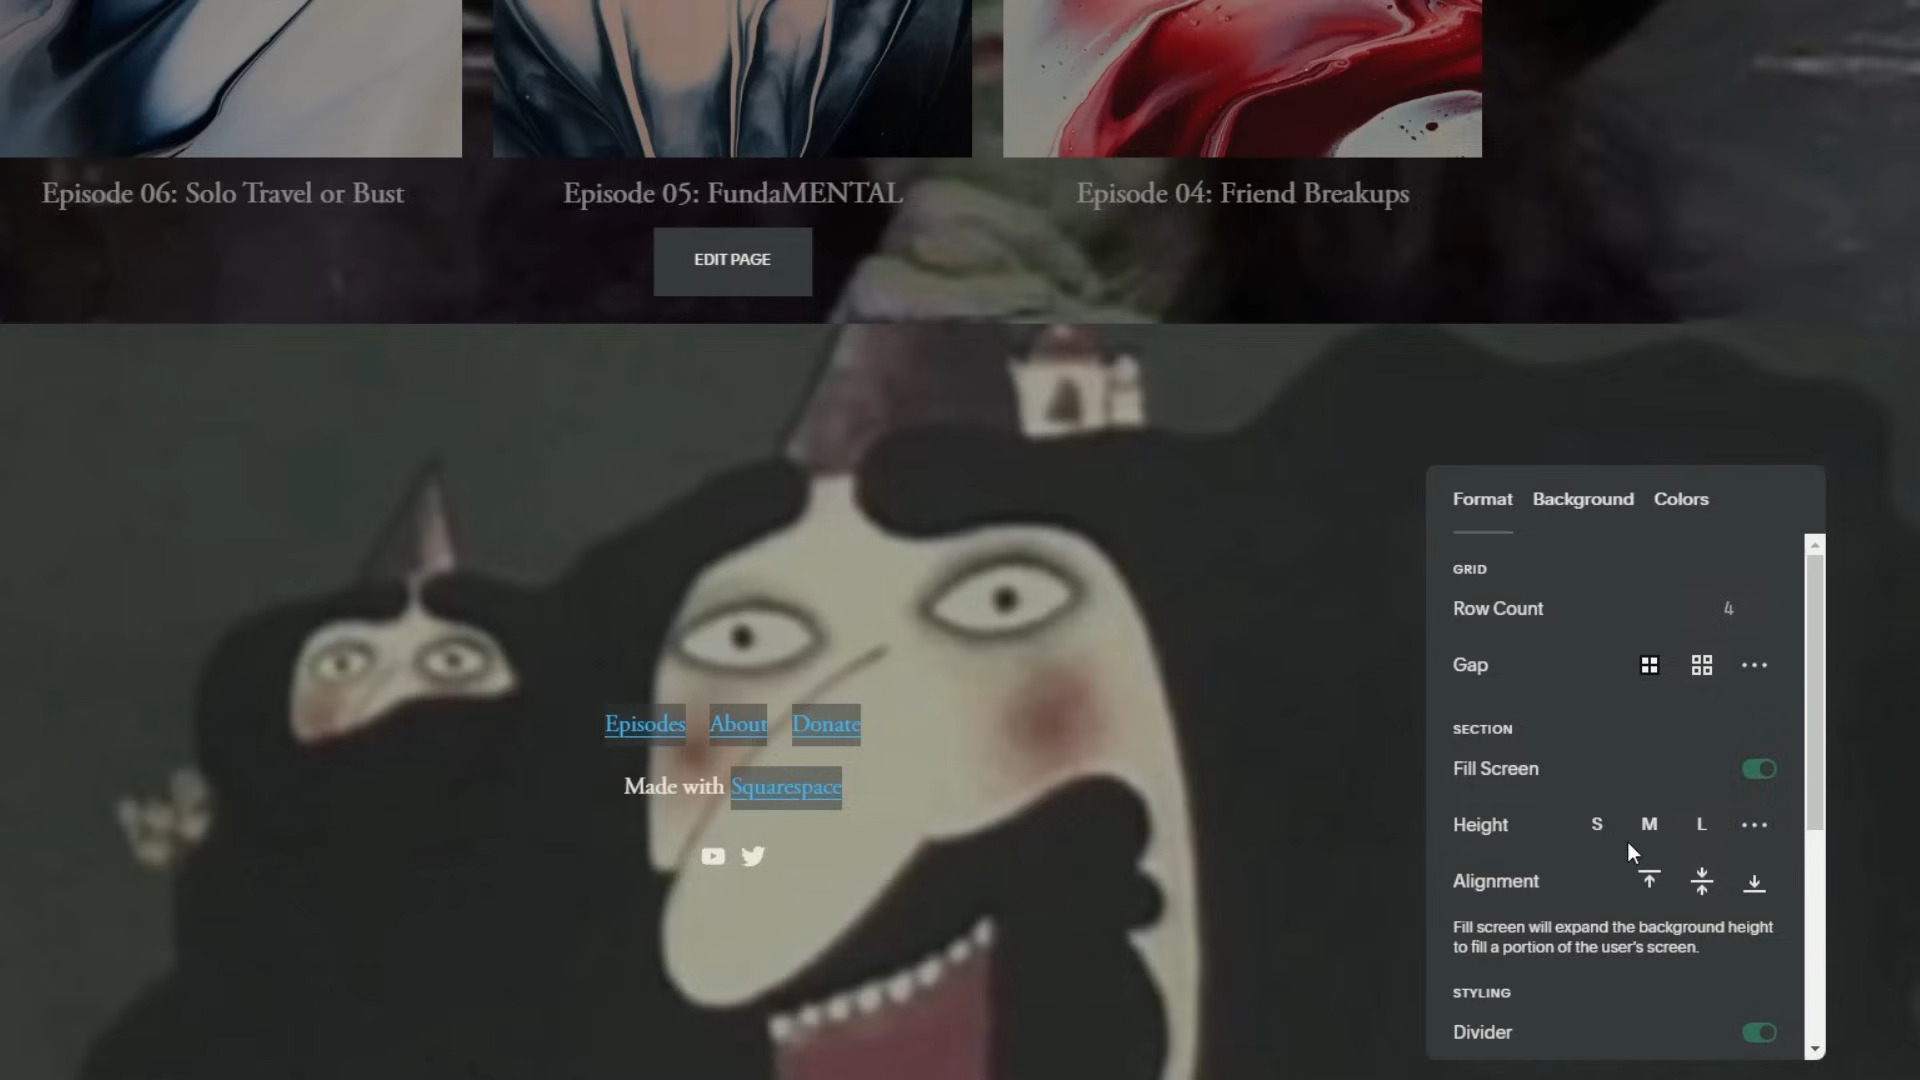 Episode 06: Solo Travel or Bust
Episode 05: FundaMENTAL
Episode 04: Friend Breakups
EDIT PAGE
Episodes About Donate
Made with Squarespace
Format Background Colors
GRID
Row Count 4
Gap
SECTION
Fill Screen
Height S M L
Alignment
Fill screen will expand the background height
to fill a portion of the user's screen.
STYLING
Divider